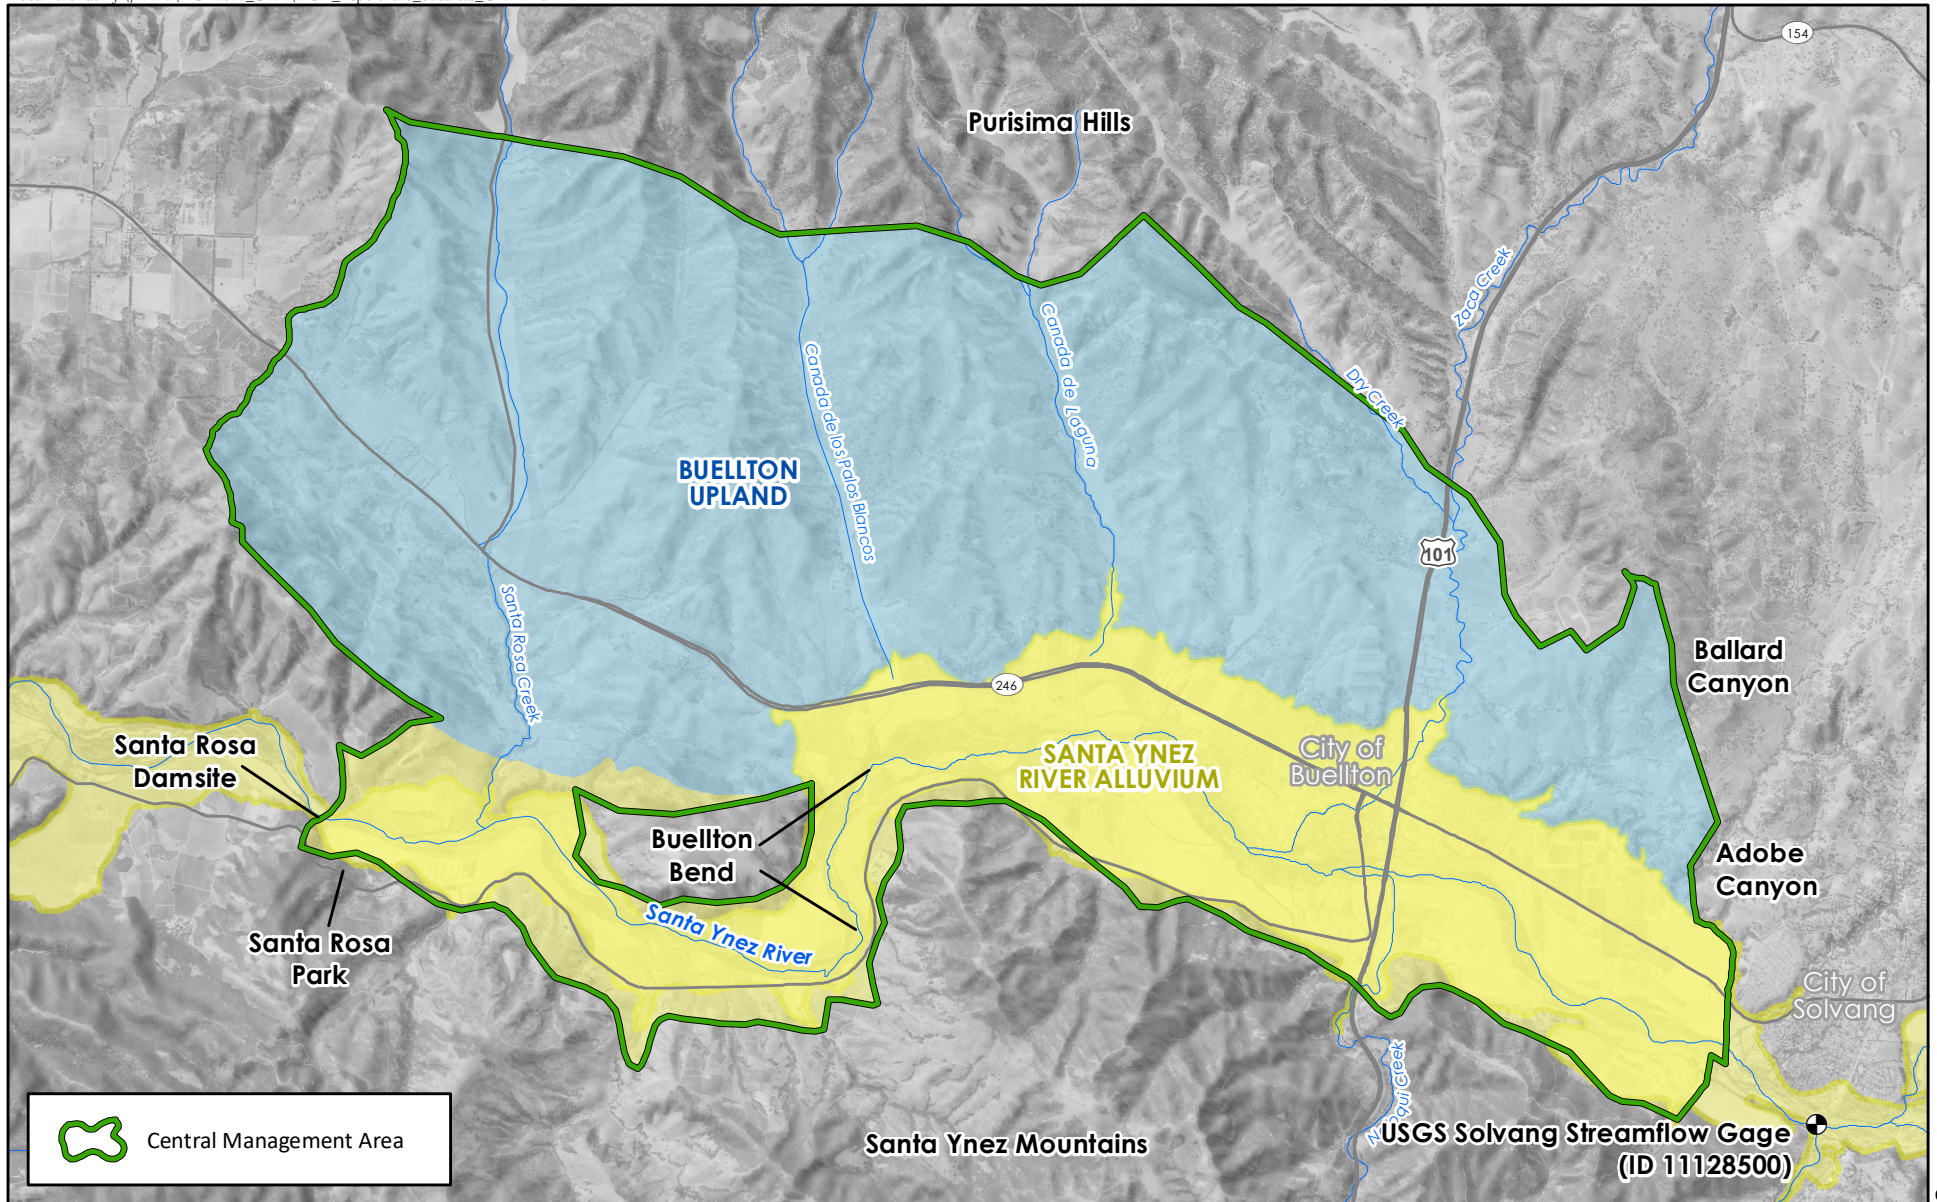 154
Purisima Hills
Zaca Creek
Canada de Laguna
Canada de los Palos Blancos
Dry Creek
BUELLTON
UPLAND
101
Santa Rosa Creek
Ballard
Canyon
246
Santa Rosa
Damsite
SANTA YNEZ
RIVER ALLUVIUM
City of
Buellton
Buellton
Bend
Adobe
Canyon
Santa Ynez River
Santa Rosa
Park
City of
Solvang
Creek
USGS Solvang Streamflow Gage
(ID 11128500)
Santa Ynez Mountains
Central Management Area